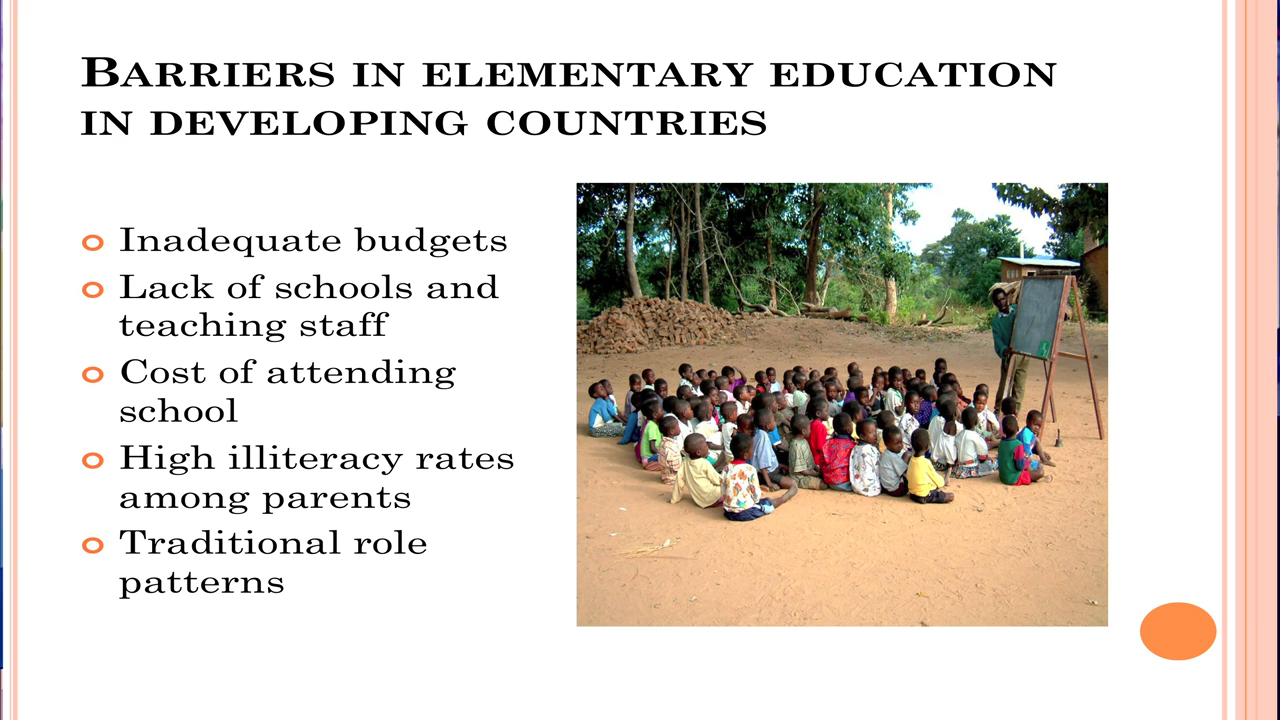 Barriers in elementary education
in developing countries
Inadequate budgets
Lack of schools and
teaching staff
Cost of attending
school
High illiteracy rates
among parents
Traditional role
patterns